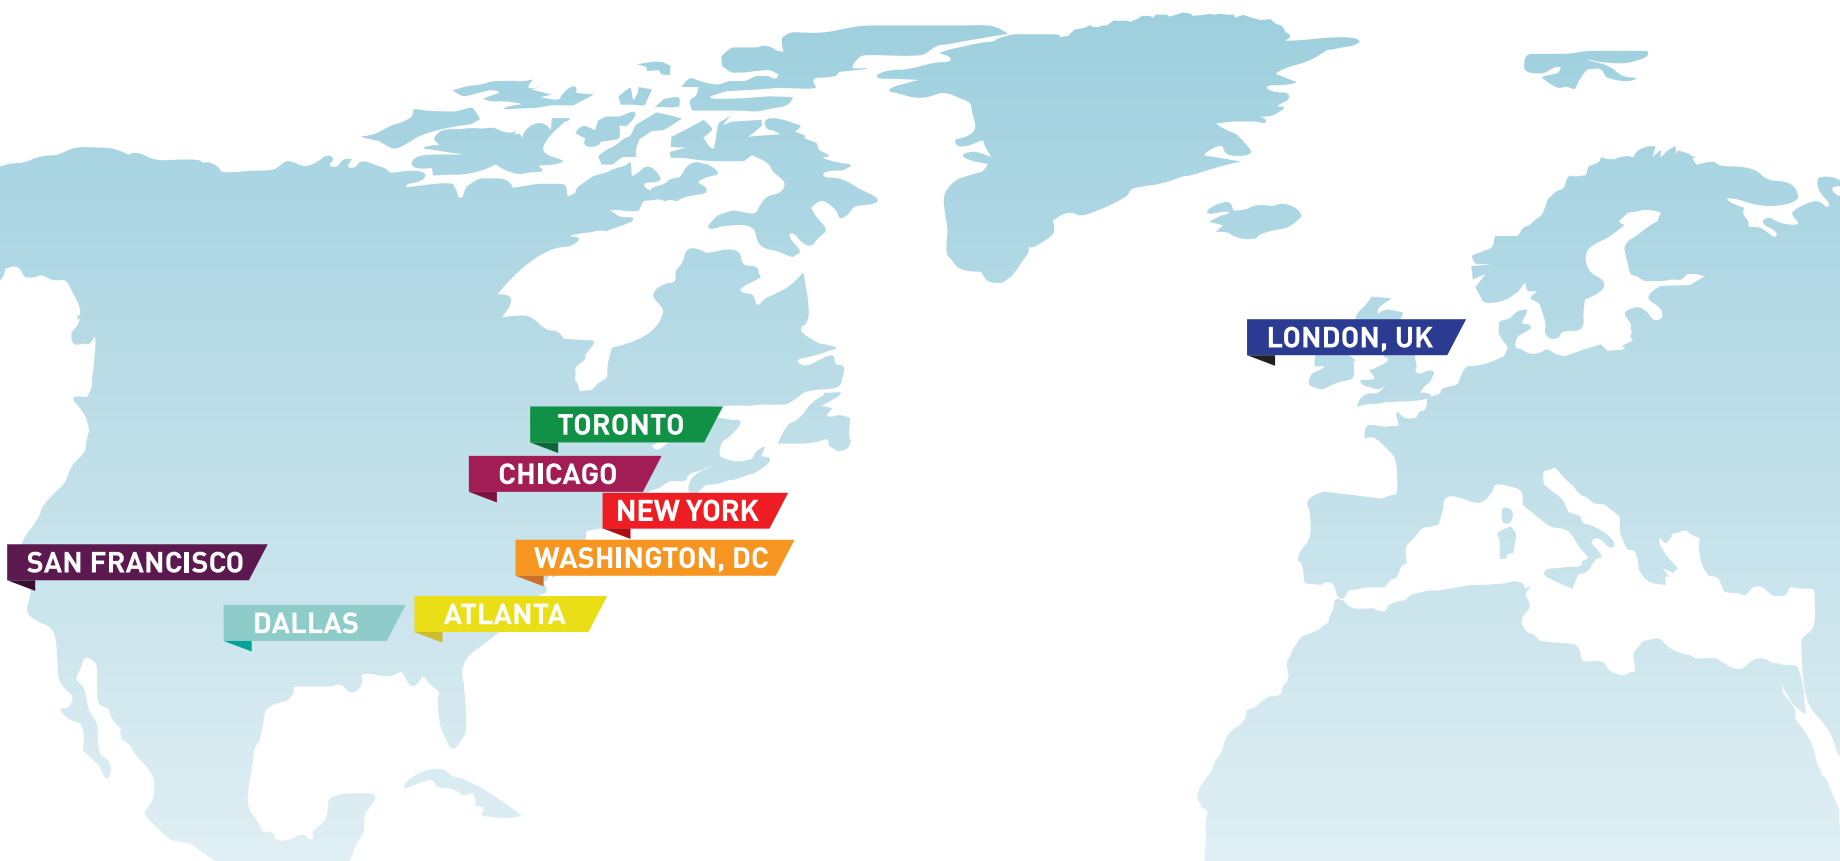 LONDON, UK
TORONTO
CHICAGO
NEW YORK
WASHINGTON, DC
SAN FRANCISCO
ATLANTA
DALLAS